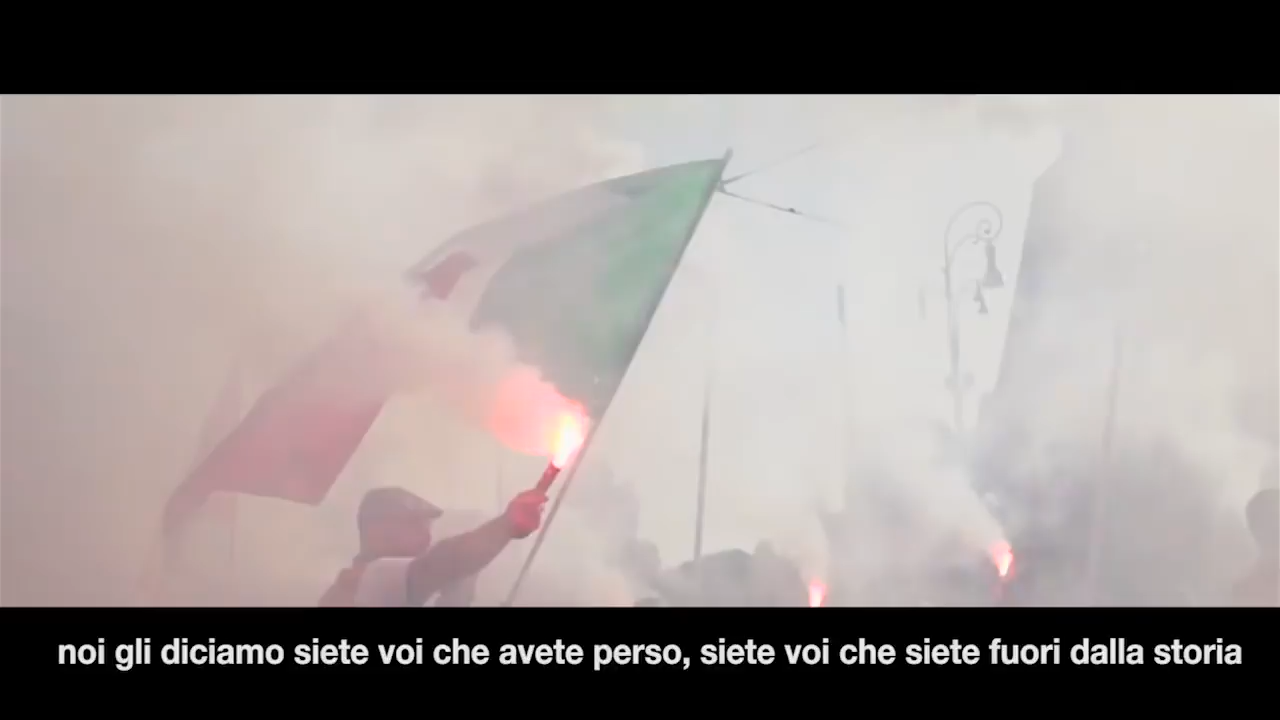 noi gli diciamo siete voi che avete perso, siete voi che siete fuori dalla storia